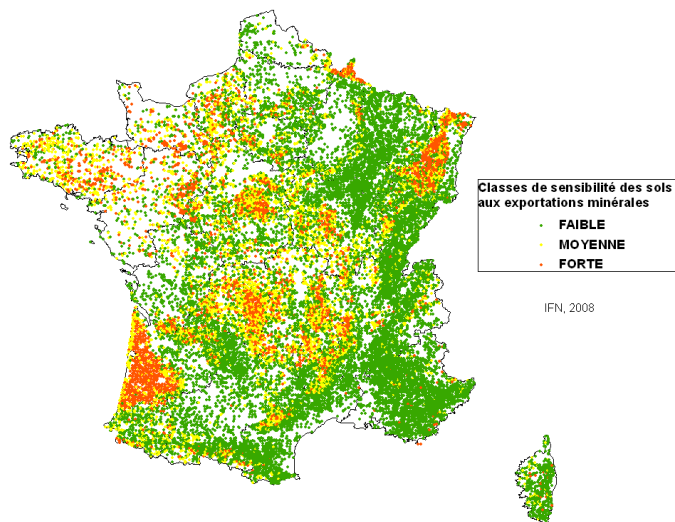 Classes de sensibilité des sols
aux exportations minérales
FAIBLE
MOYENNE
FORTE
IFN, 2008